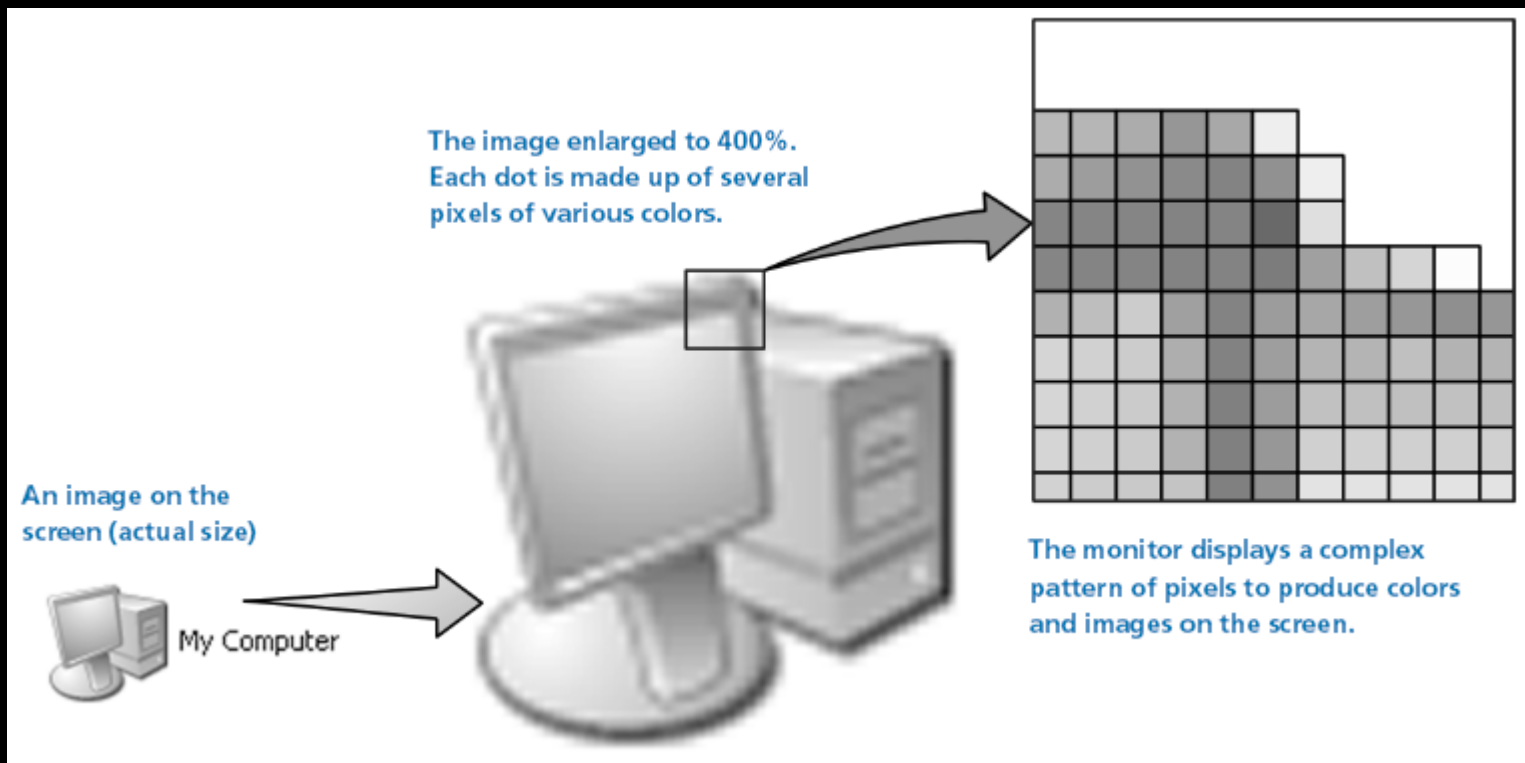 The image enlarged to 400%.
Each dot is made up of several
pixels of various colors.
An image on the
screen (actual size)
My Computer
The monitor displays a complex
pattern of pixels to produce colors
and images on the screen.